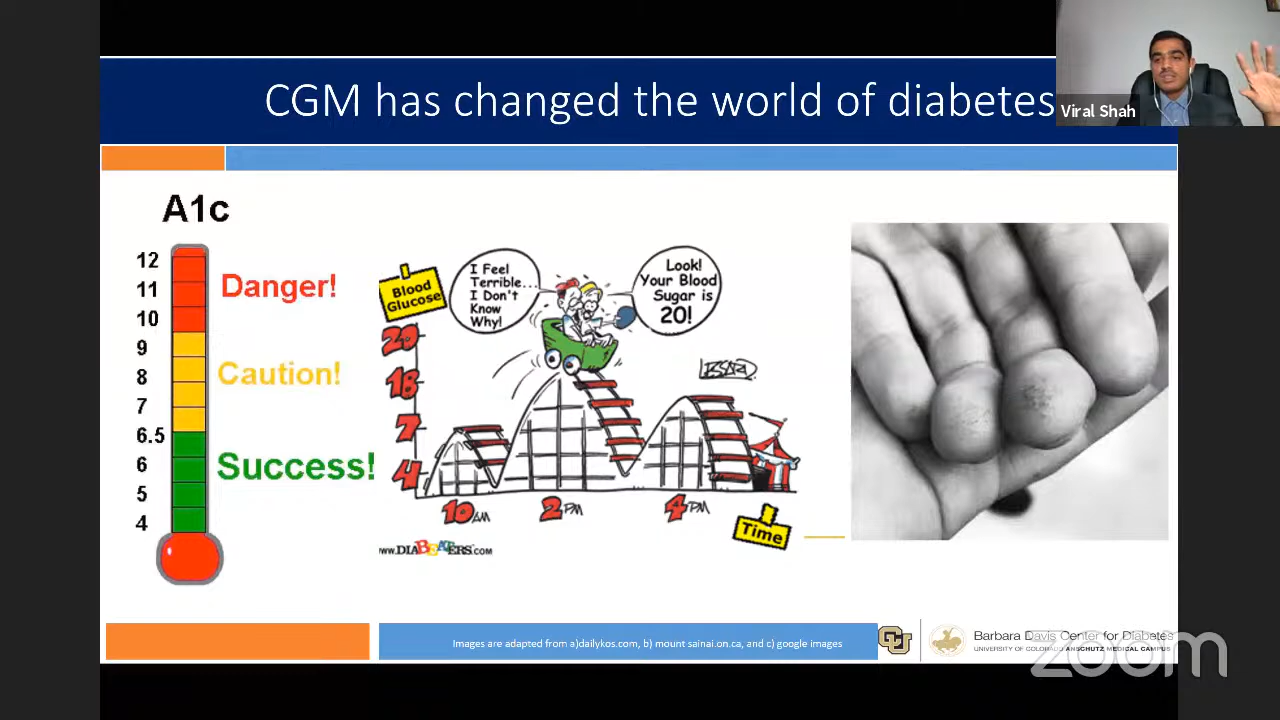 CGM has changed the world of diabetes
Viral Shah
A1c
12
11
10
9
8
7
6.5
6
5
4
Danger!
Caution!
Success!
Blood
Glucose
I Feel
Terrible...
I Don't
Know
Why!
Look!
Your Blood
Sugar is
20!
20
18
7
4
LESSARD
10 AM
2 PM
4 PM
Time
www.DIABEATERS.COM
Images are adapted from a)dailykos.com, b) mount sainai.on.ca, and c) google images
CU
Barbara Davis Center for Diabetes
UNIVERSITY OF COLORADO ANSCHUTZ MEDICAL CAMPUS
zoom